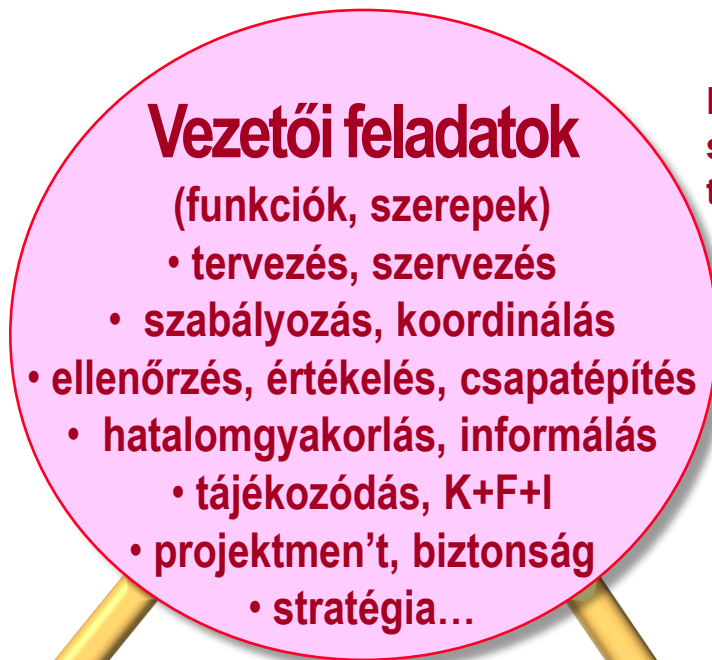 Vezetői feladatok
(funkciók, szerepek)
• tervezés, szervezés
• szabályozás, koordinálás
• ellenőrzés, értékelés, csapatépítés
• hatalomgyakorlás, informálás
• tájékozódás, K+F+I
• projektmen’t, biztonság
• stratégia…